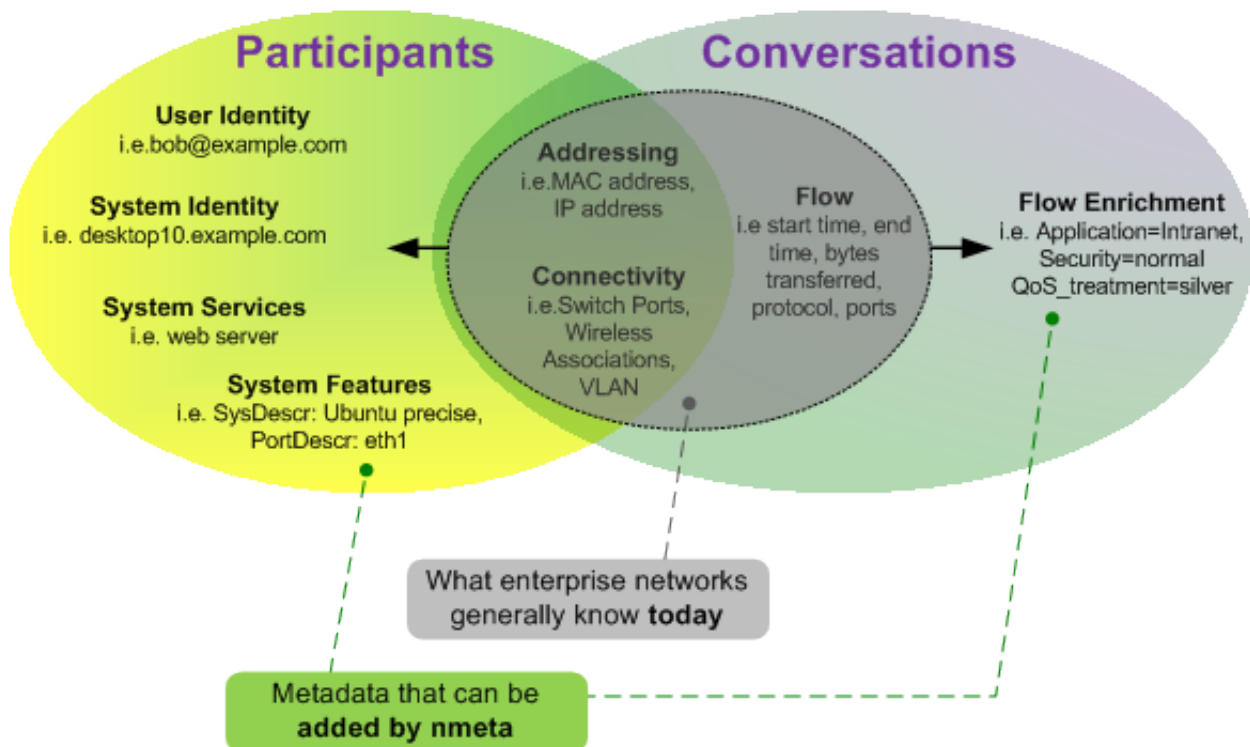 Participants
Conversations
User Identity
i.e.bob@example.com
System Identity
i.e. desktop10.example.com
System Services
i.e. web server
System Features
i.e. SysDescr: Ubuntu precise,
PortDescr: eth1
Addressing
i.e.MAC address,
IP address
Connectivity
i.e.Switch Ports,
Wireless
Associations,
VLAN
Flow
i.e start time, end
time, bytes
transferred,
protocol, ports
Flow Enrichment
i.e. Application=Intranet,
Security=normal
QoS_treatment=silver
What enterprise networks
generally know today
Metadata that can be
added by nmeta